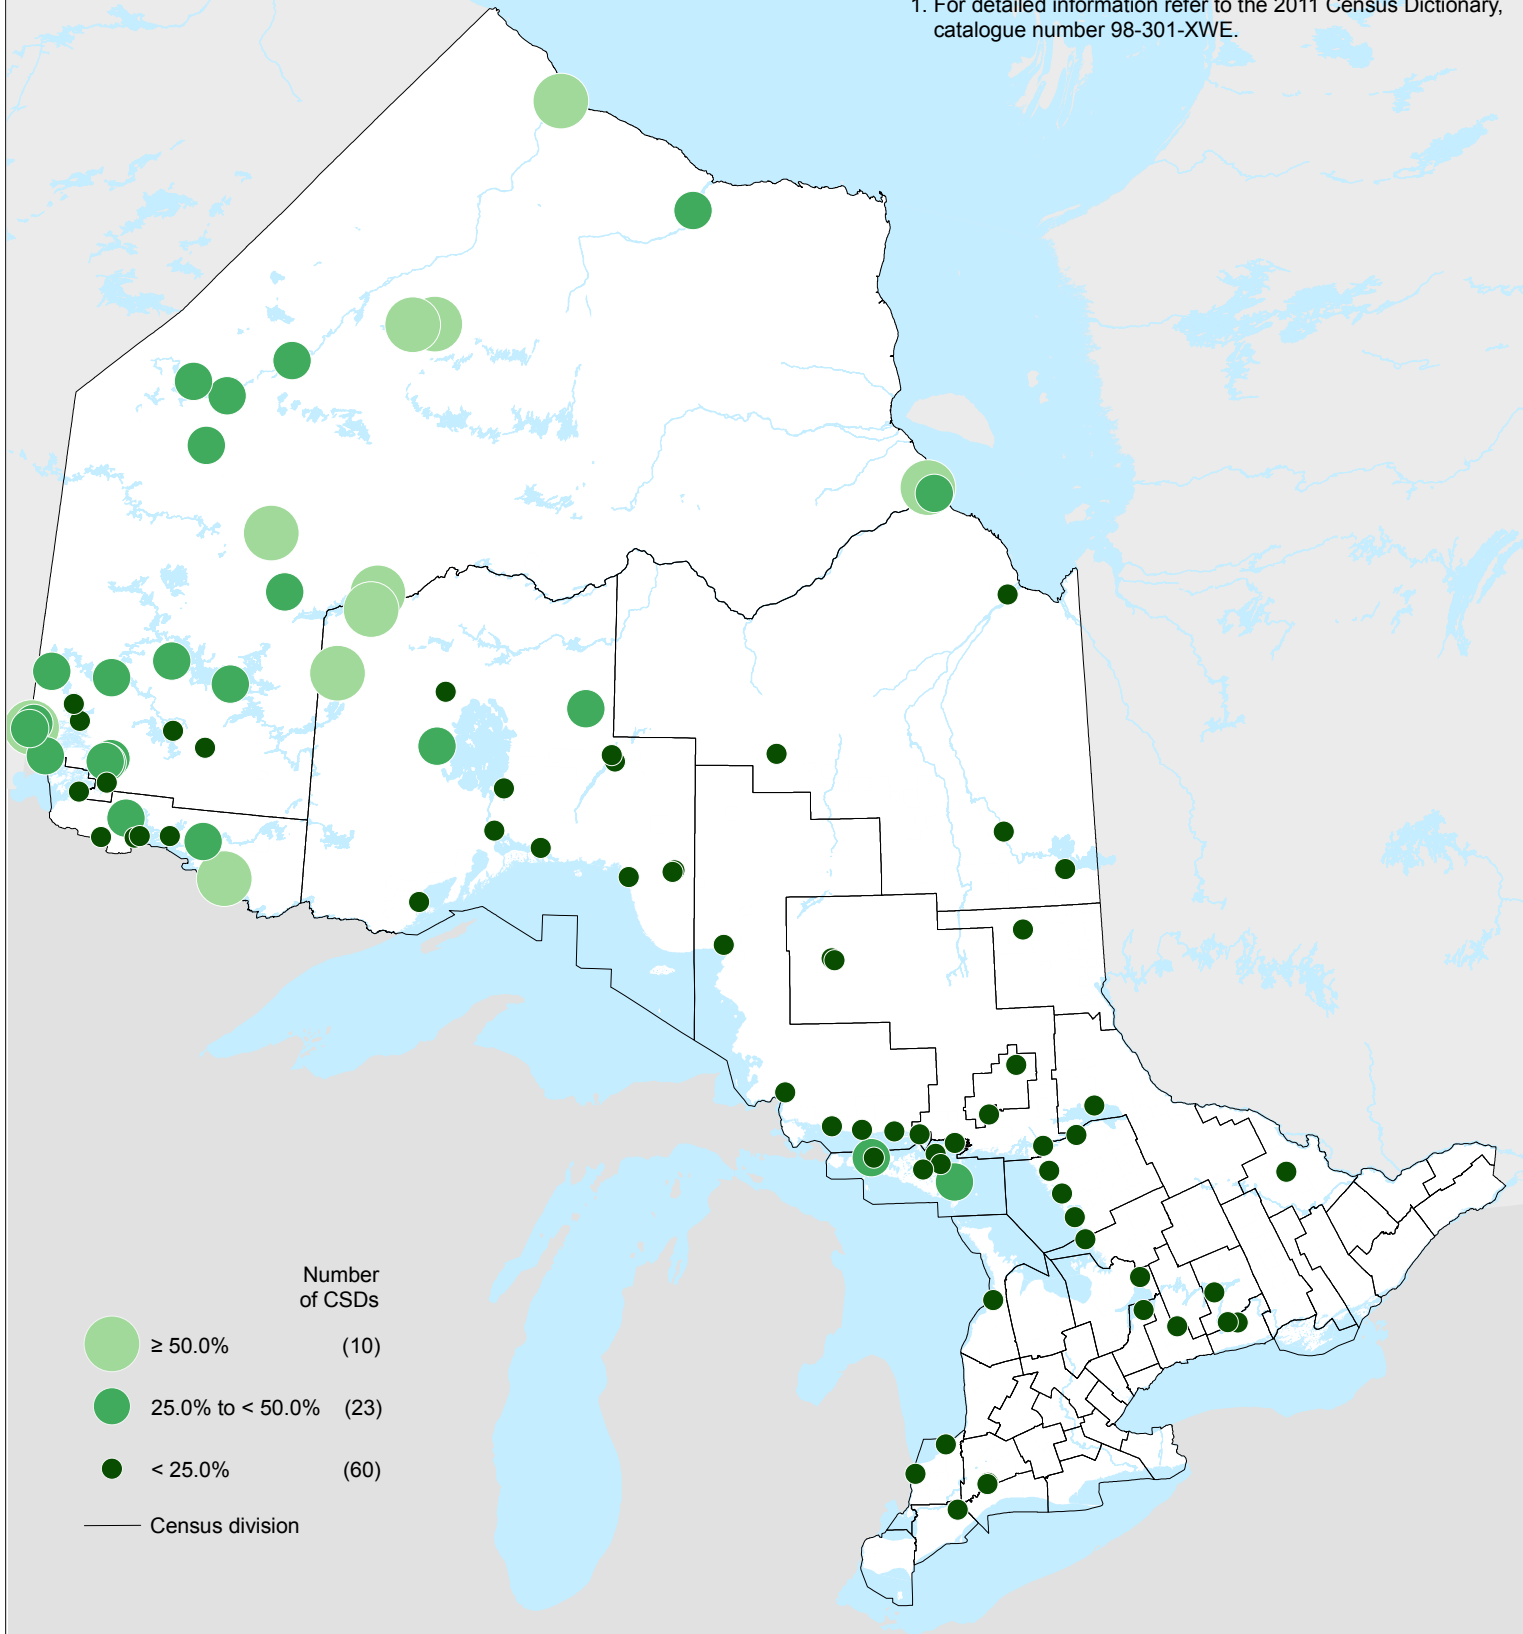 1. For detailed information refer to the 2011 Census Dictionary,
catalogue number 98-301-XWE.
Number
of CSDs
≥ 50.0% (10)
25.0% to < 50.0% (23)
< 25.0% (60)
Census division